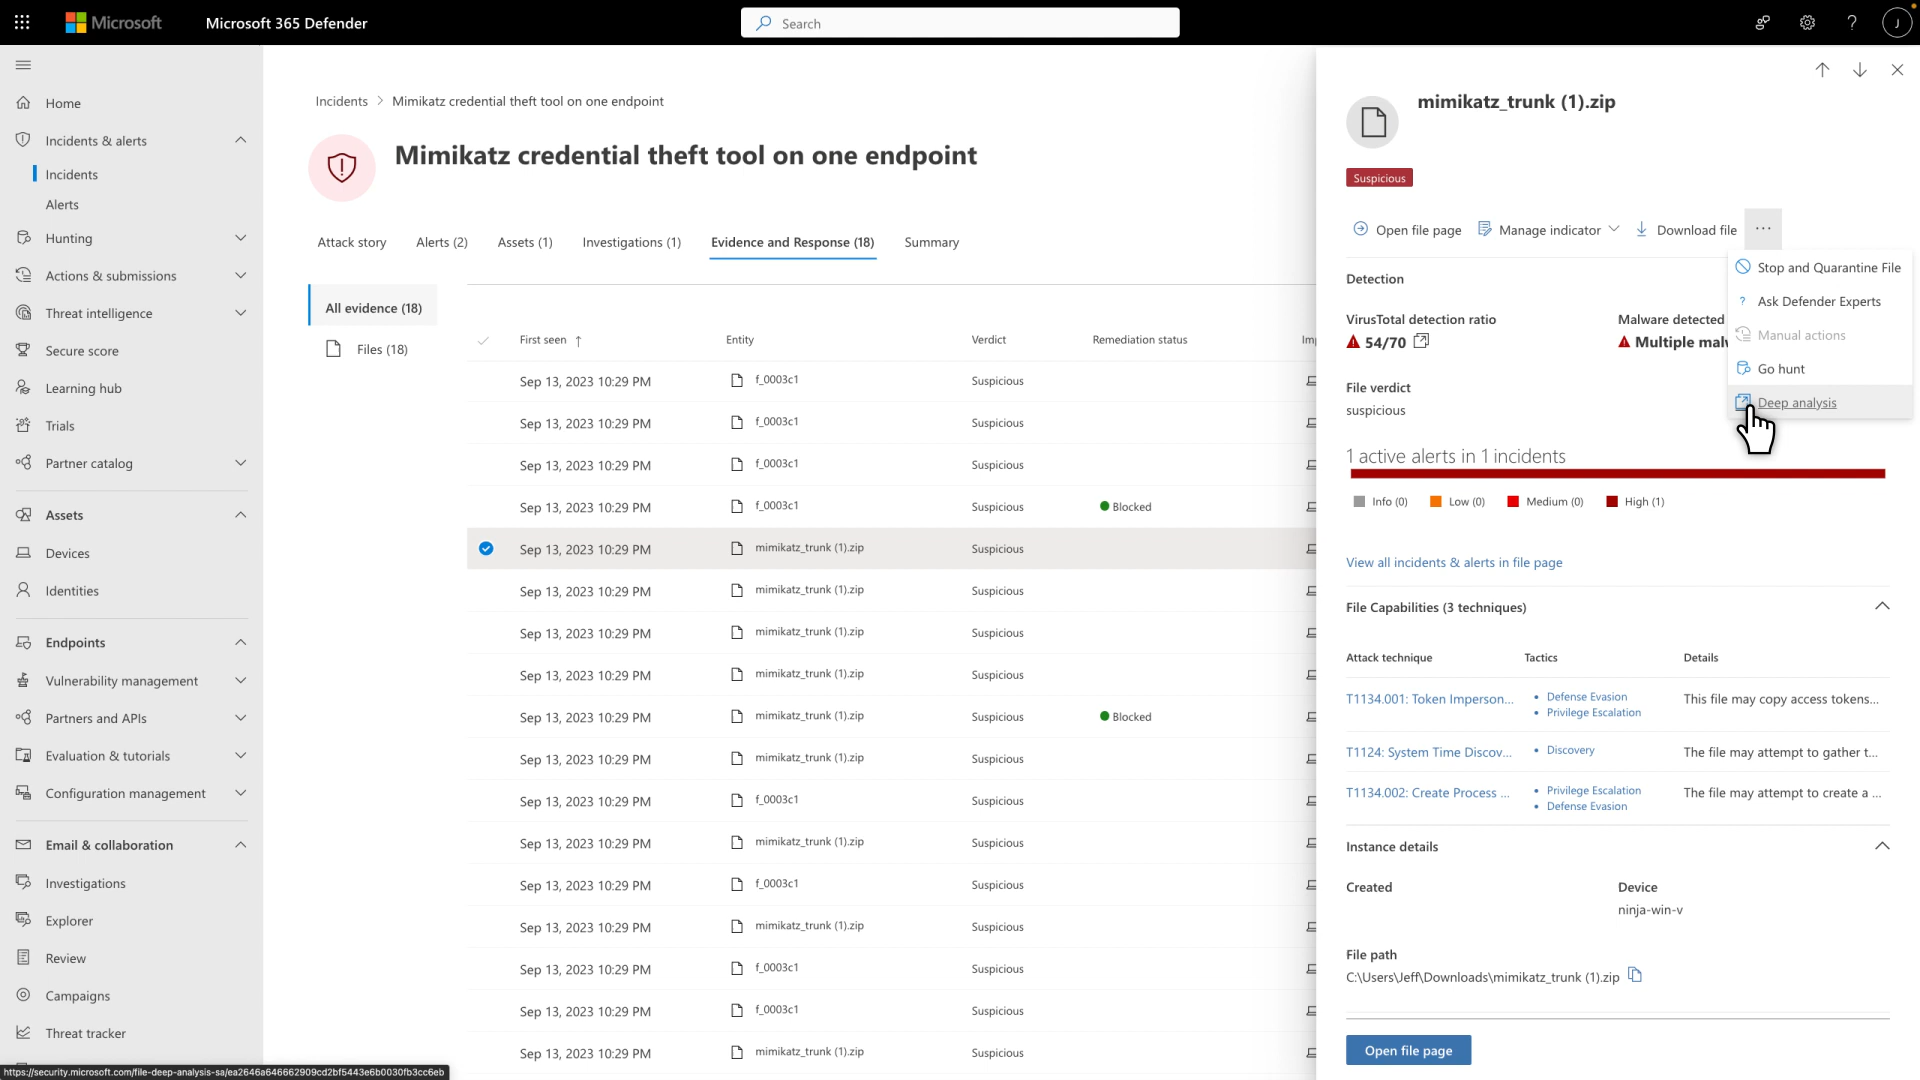 Microsoft
Microsoft 365 Defender
Search
?
J
Home
Incidents & alerts
Incidents
Alerts
Hunting
Actions & submissions
Threat intelligence
Secure score
Learning hub
Trials
Partner catalog
Assets
Devices
Identities
Endpoints
Vulnerability management
Partners and APIs
Evaluation & tutorials
Configuration management
Email & collaboration
Investigations
Explorer
Review
Campaigns
Threat tracker
https://security.microsoft.com/file-deep-analysis-sa/ea2646a646662909cd2bf5443e6b0030fb3cc6eb
Incidents > Mimikatz credential theft tool on one endpoint
Mimikatz credential theft tool on one endpoint
Attack story Alerts (2) Assets (1) Investigations (1) Evidence and Response (18) Summary
All evidence (18)
Files (18)
First seen ↑ Entity Verdict Remediation status
Sep 13, 2023 10:29 PM f_0003c1 Suspicious
Sep 13, 2023 10:29 PM f_0003c1 Suspicious
Sep 13, 2023 10:29 PM f_0003c1 Suspicious
Sep 13, 2023 10:29 PM f_0003c1 Suspicious Blocked
Sep 13, 2023 10:29 PM mimikatz_trunk (1).zip Suspicious
Sep 13, 2023 10:29 PM mimikatz_trunk (1).zip Suspicious
Sep 13, 2023 10:29 PM mimikatz_trunk (1).zip Suspicious
Sep 13, 2023 10:29 PM mimikatz_trunk (1).zip Suspicious
Sep 13, 2023 10:29 PM mimikatz_trunk (1).zip Suspicious Blocked
Sep 13, 2023 10:29 PM mimikatz_trunk (1).zip Suspicious
Sep 13, 2023 10:29 PM f_0003c1 Suspicious
Sep 13, 2023 10:29 PM mimikatz_trunk (1).zip Suspicious
Sep 13, 2023 10:29 PM f_0003c1 Suspicious
Sep 13, 2023 10:29 PM mimikatz_trunk (1).zip Suspicious
Sep 13, 2023 10:29 PM f_0003c1 Suspicious
Sep 13, 2023 10:29 PM f_0003c1 Suspicious
Sep 13, 2023 10:29 PM mimikatz_trunk (1).zip Suspicious
mimikatz_trunk (1).zip
Suspicious
Open file page Manage indicator Download file ...
Stop and Quarantine File
? Ask Defender Experts
Manual actions
Go hunt
Deep analysis
Detection
VirusTotal detection ratio
54/70
Malware detected
Multiple mal
File verdict
suspicious
1 active alerts in 1 incidents
Info (0) Low (0) Medium (0) High (1)
View all incidents & alerts in file page
File Capabilities (3 techniques)
Attack technique Tactics Details
T1134.001: Token Imperson... • Defense Evasion This file may copy access tokens...
• Privilege Escalation
T1124: System Time Discov... • Discovery The file may attempt to gather t...
T1134.002: Create Process ... • Privilege Escalation The file may attempt to create a ...
• Defense Evasion
Instance details
Created
Device
ninja-win-v
File path
C:\Users\Jeff\Downloads\mimikatz_trunk (1).zip
Open file page